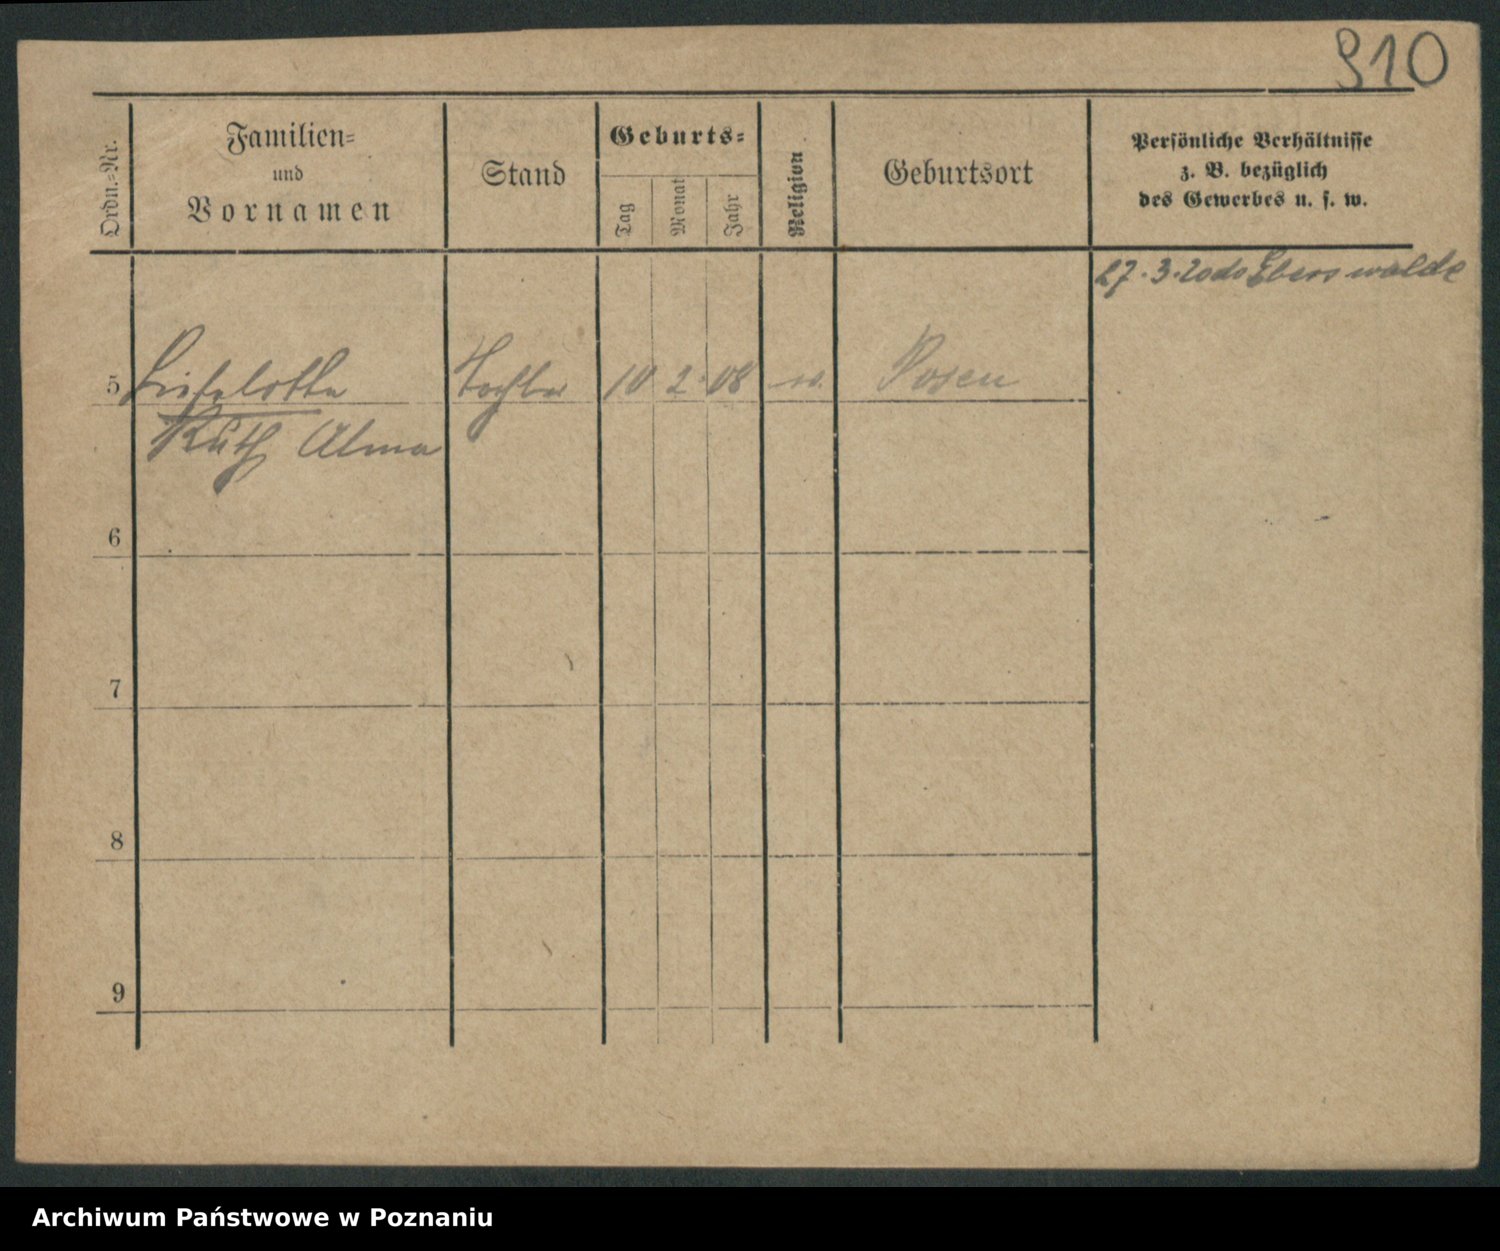 910
Ordn.-Nr.
Familien-
und
Vornamen
Stand
Geburts-
Tag
Monat
Jahr
Religion
Geburtsort
Persönliche Verhältnisse
z. B. bezüglich
des Gewerbes u. s. w.
27.3.20 do Eberswalde
5 Liselotte Tochter 10 2. 08 Posen
Ruth Alma
6
7
8
9
Archiwum Państwowe w Poznaniu